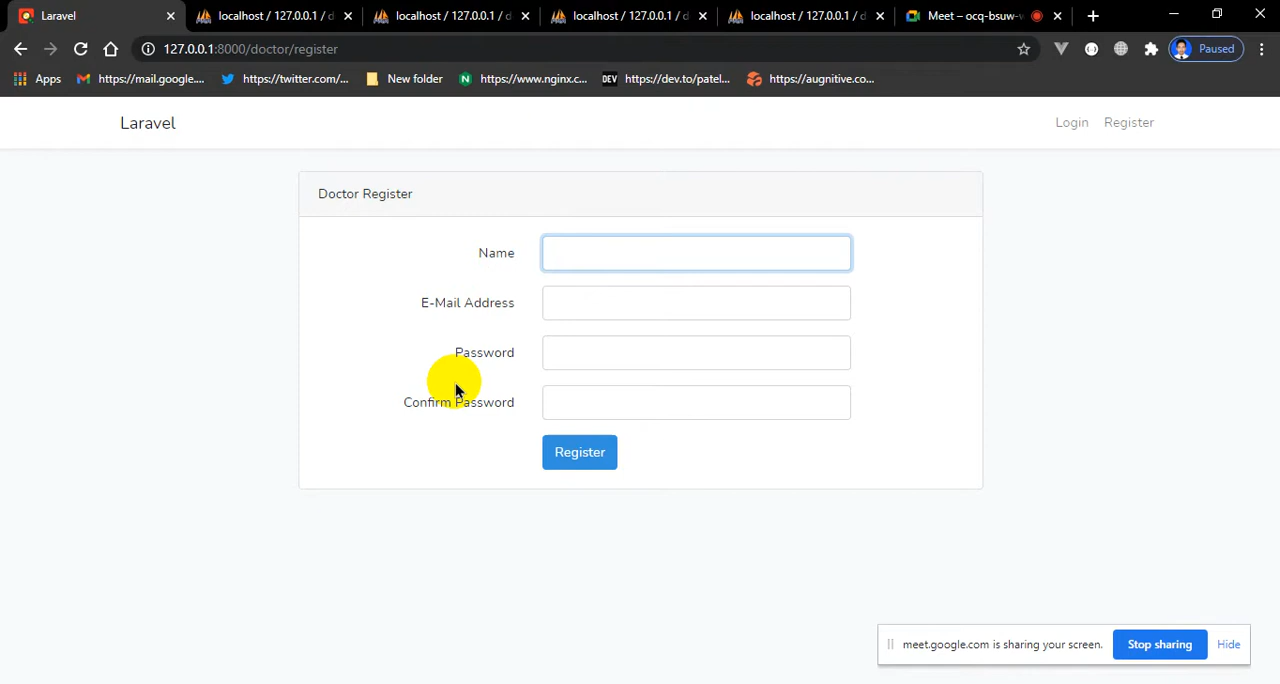 Laravel
localhost / 127.0.0.1 / d
localhost / 127.0.0.1 / d
localhost / 127.0.0.1 / d
localhost / 127.0.0.1 / d
Meet – ocq-bsuw-
127.0.0.1:8000/doctor/register
Paused
Apps
https://mail.google....
https://twitter.com/...
New folder
N
https://www.nginx.c...
DEV
https://dev.to/patel...
https://augnitive.co...
Laravel
Login
Register
Doctor Register
Name
E-Mail Address
Password
Confirm Password
Register
meet.google.com is sharing your screen.
Stop sharing
Hide